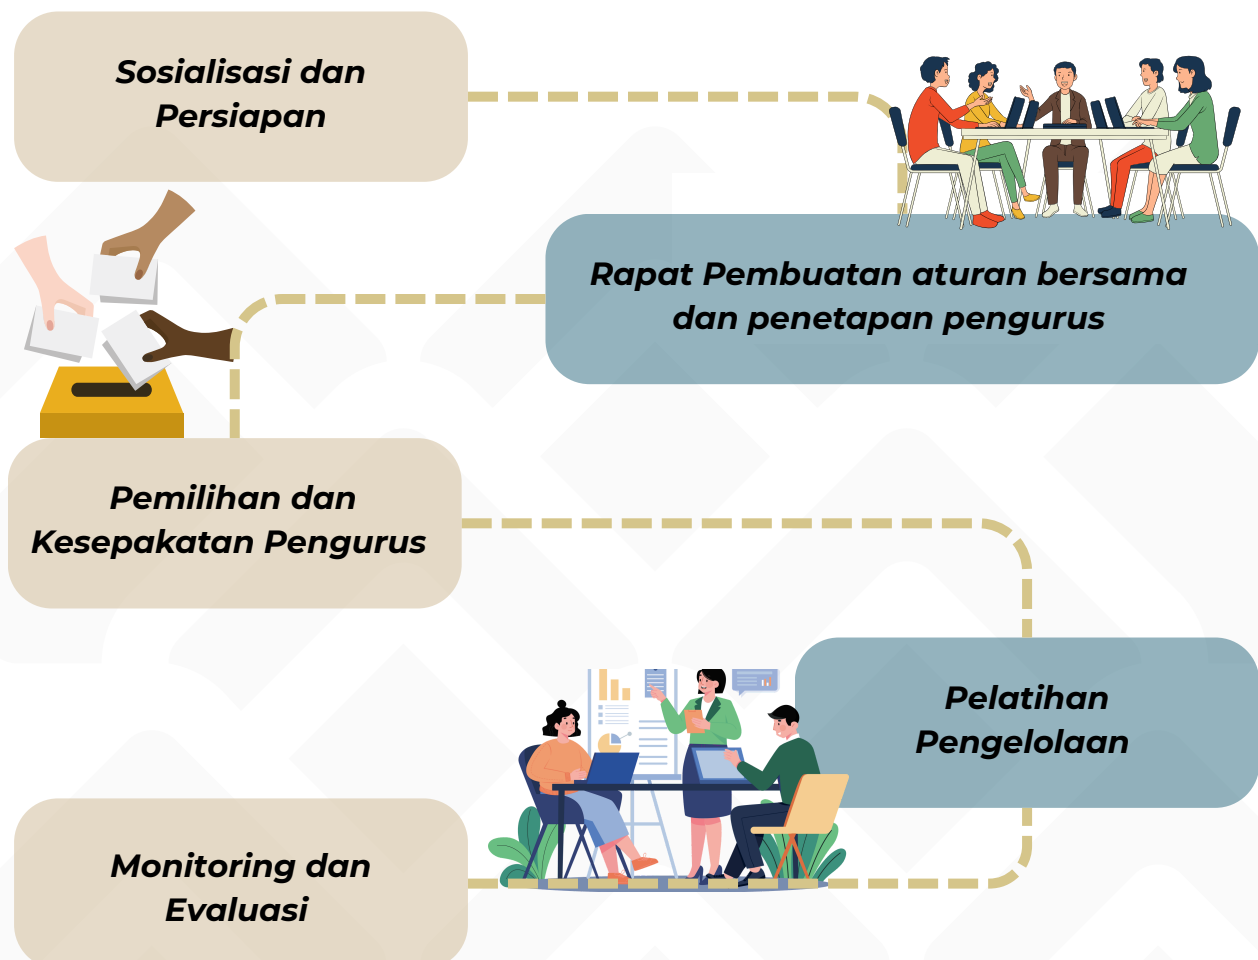 Sosialisasi dan
Persiapan
Rapat Pembuatan aturan bersama
dan penetapan pengurus
Pemilihan dan
Kesepakatan Pengurus
Pelatihan
Pengelolaan
Monitoring dan
Evaluasi